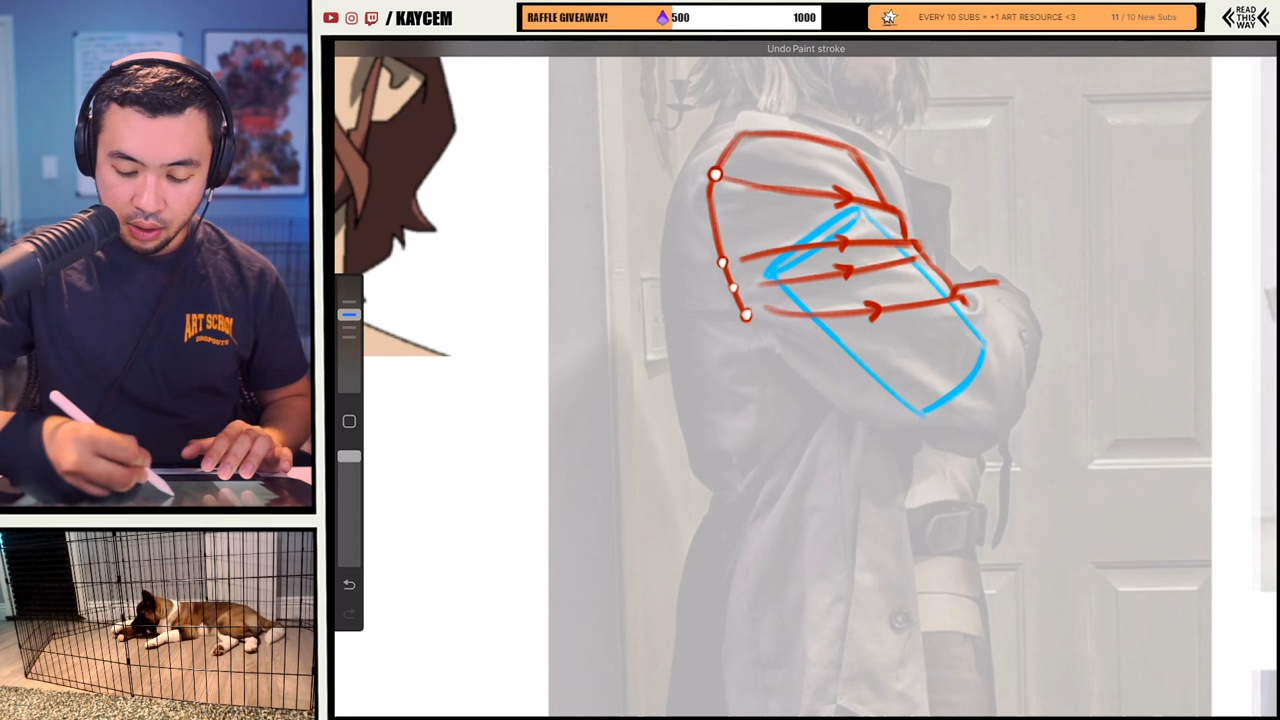 / KAYCEM
RAFFLE GIVEAWAY!
500
1000
EVERY 10 SUBS = +1 ART RESOURCE <3
11 / 10 New Subs
READ
THIS
WAY
Undo Paint stroke
ART SCHOOL
DROPOUTS